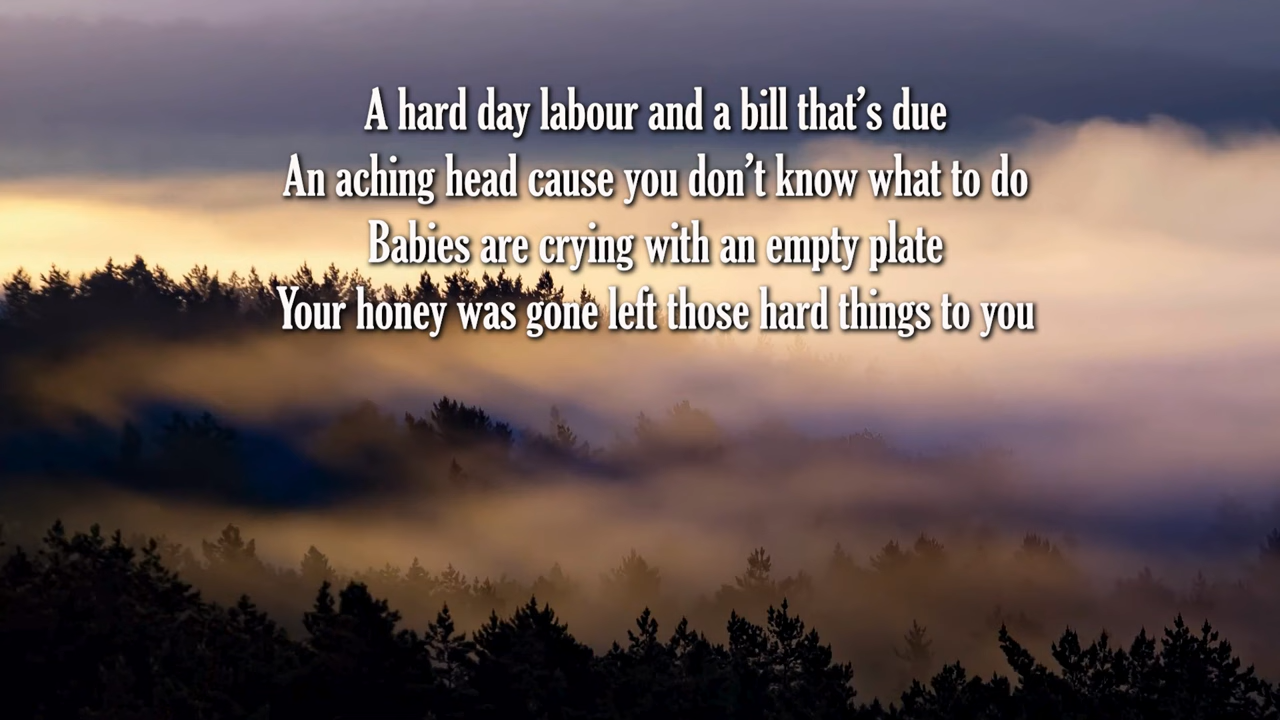 A hard day labour and a bill that’s due
An aching head cause you don’t know what to do
Babies are crying with an empty plate
Your honey was gone left those hard things to you